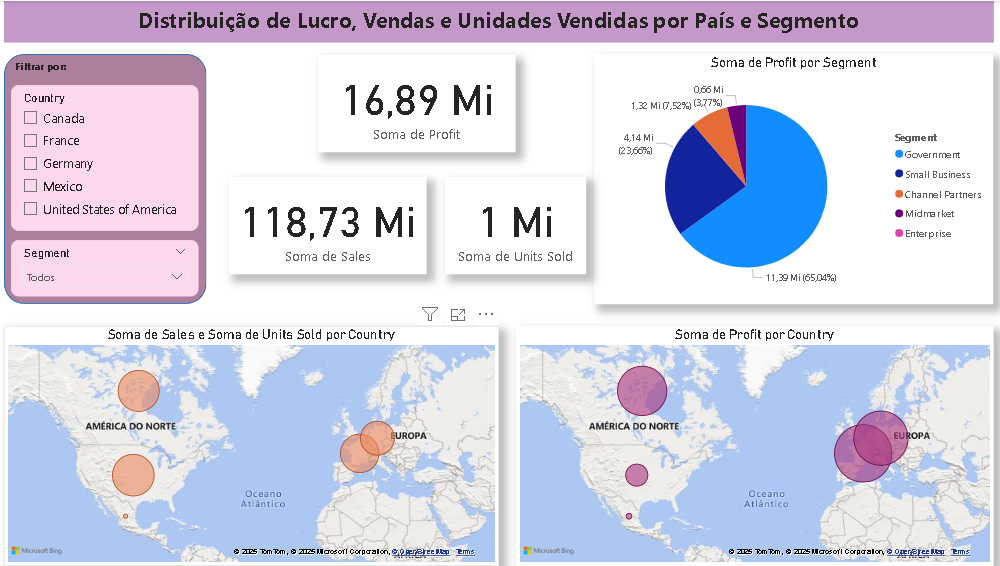 Distribuição de Lucro, Vendas e Unidades Vendidas por País e Segmento
Filtrar por:
Country
Canada
France
Germany
Mexico
United States of America
Segment
Todos
16,89 Mi
Soma de Profit
118,73 Mi
Soma de Sales
1 Mi
Soma de Units Sold
Soma de Profit por Segment
0,66 Mi
(3,77%)
1,32 Mi (7,52%)
4,14 Mi
(23,66%)
11,39 Mi (65,04%)
Segment
Government
Small Business
Channel Partners
Midmarket
Enterprise
Soma de Sales e Soma de Units Sold por Country
AMÉRICA DO NORTE
EUROPA
Oceano
Atlântico
ÁFRICA
Microsoft Bing
© 2025 TomTom, © 2025 Microsoft Corporation, © OpenStreetMap Terms
Soma de Profit por Country
AMÉRICA DO NORTE
EUROPA
Oceano
Atlântico
ÁFRICA
Microsoft Bing
© 2025 TomTom, © 2025 Microsoft Corporation, © OpenStreetMap Terms